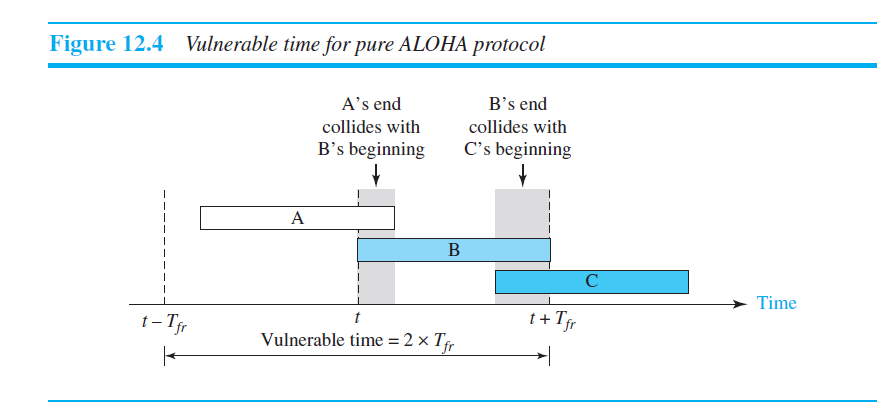 Figure 12.4 Vulnerable time for pure ALOHA protocol
A's end
collides with
B's beginning
B's end
collides with
C's beginning
A
B
C
Time
t – Tfr
t
t + Tfr
Vulnerable time = 2 × Tfr